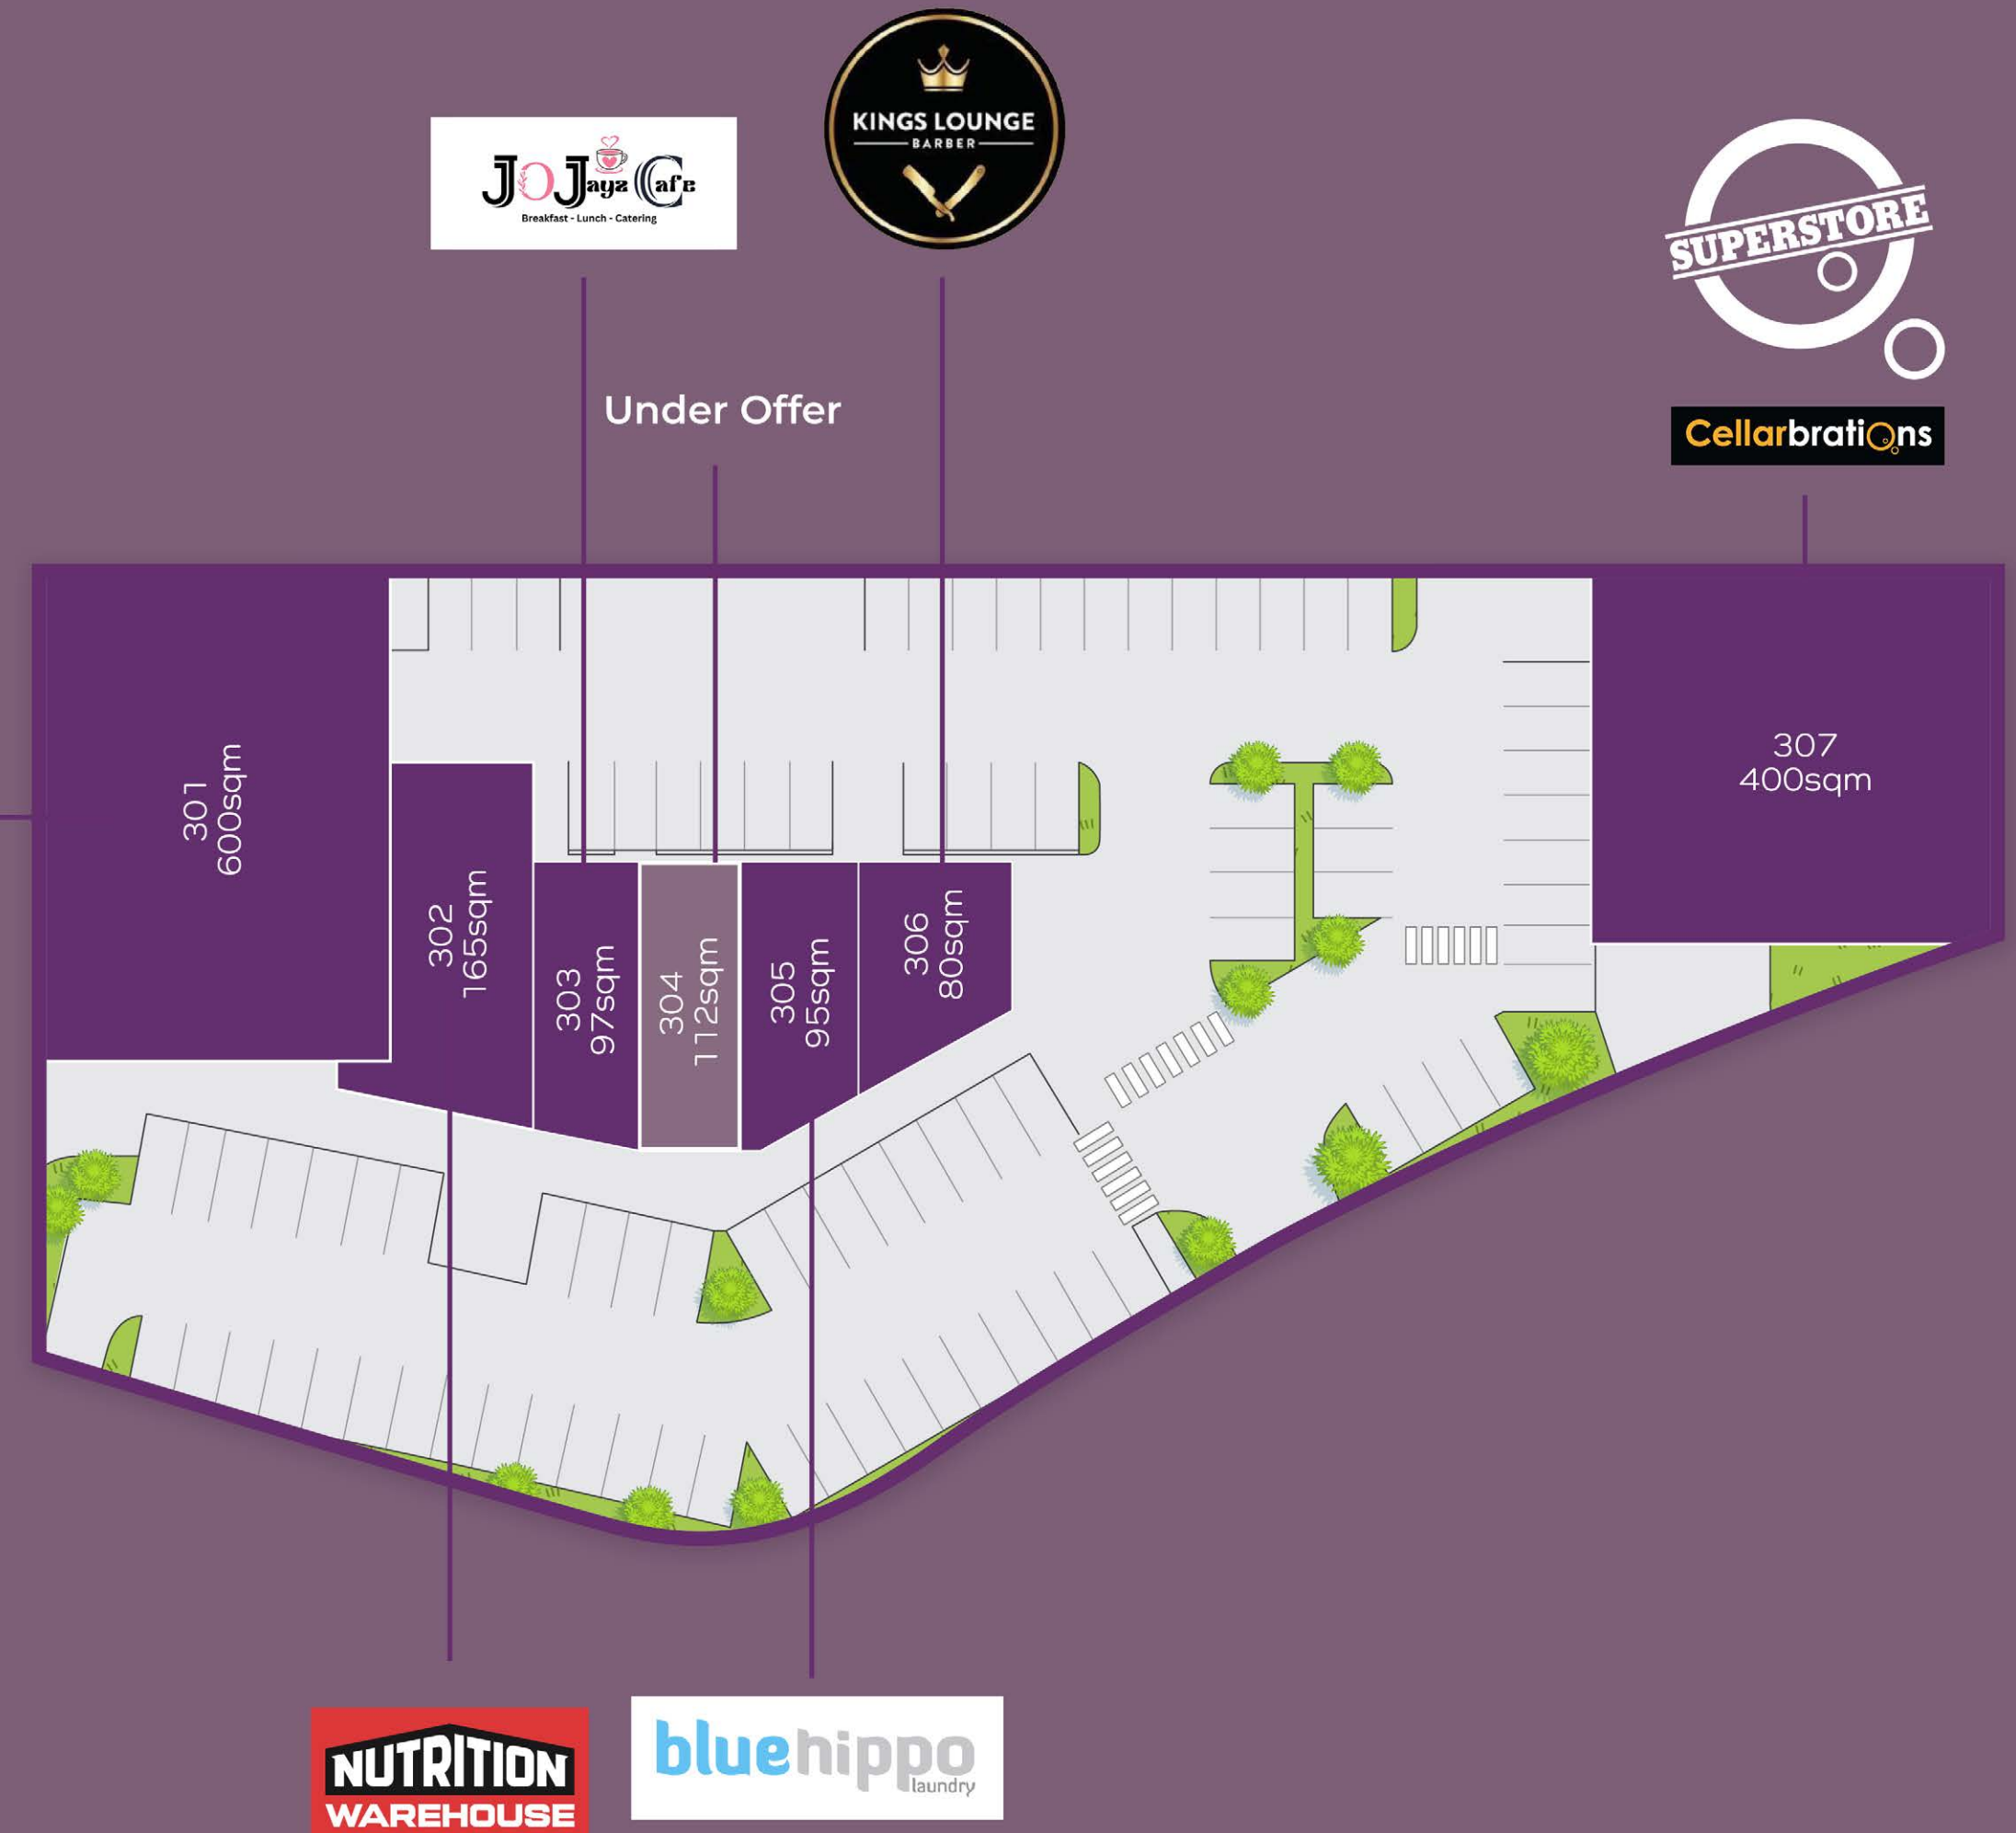 KINGS LOUNGE
BARBER
JOJayz Cafe
Breakfast - Lunch - Catering
SUPERSTORE
Under Offer
Cellarbrations
301
600sqm
302
165sqm
303
97sqm
304
112sqm
305
95sqm
306
80sqm
307
400sqm
NUTRITION
WAREHOUSE
bluehippo
laundry